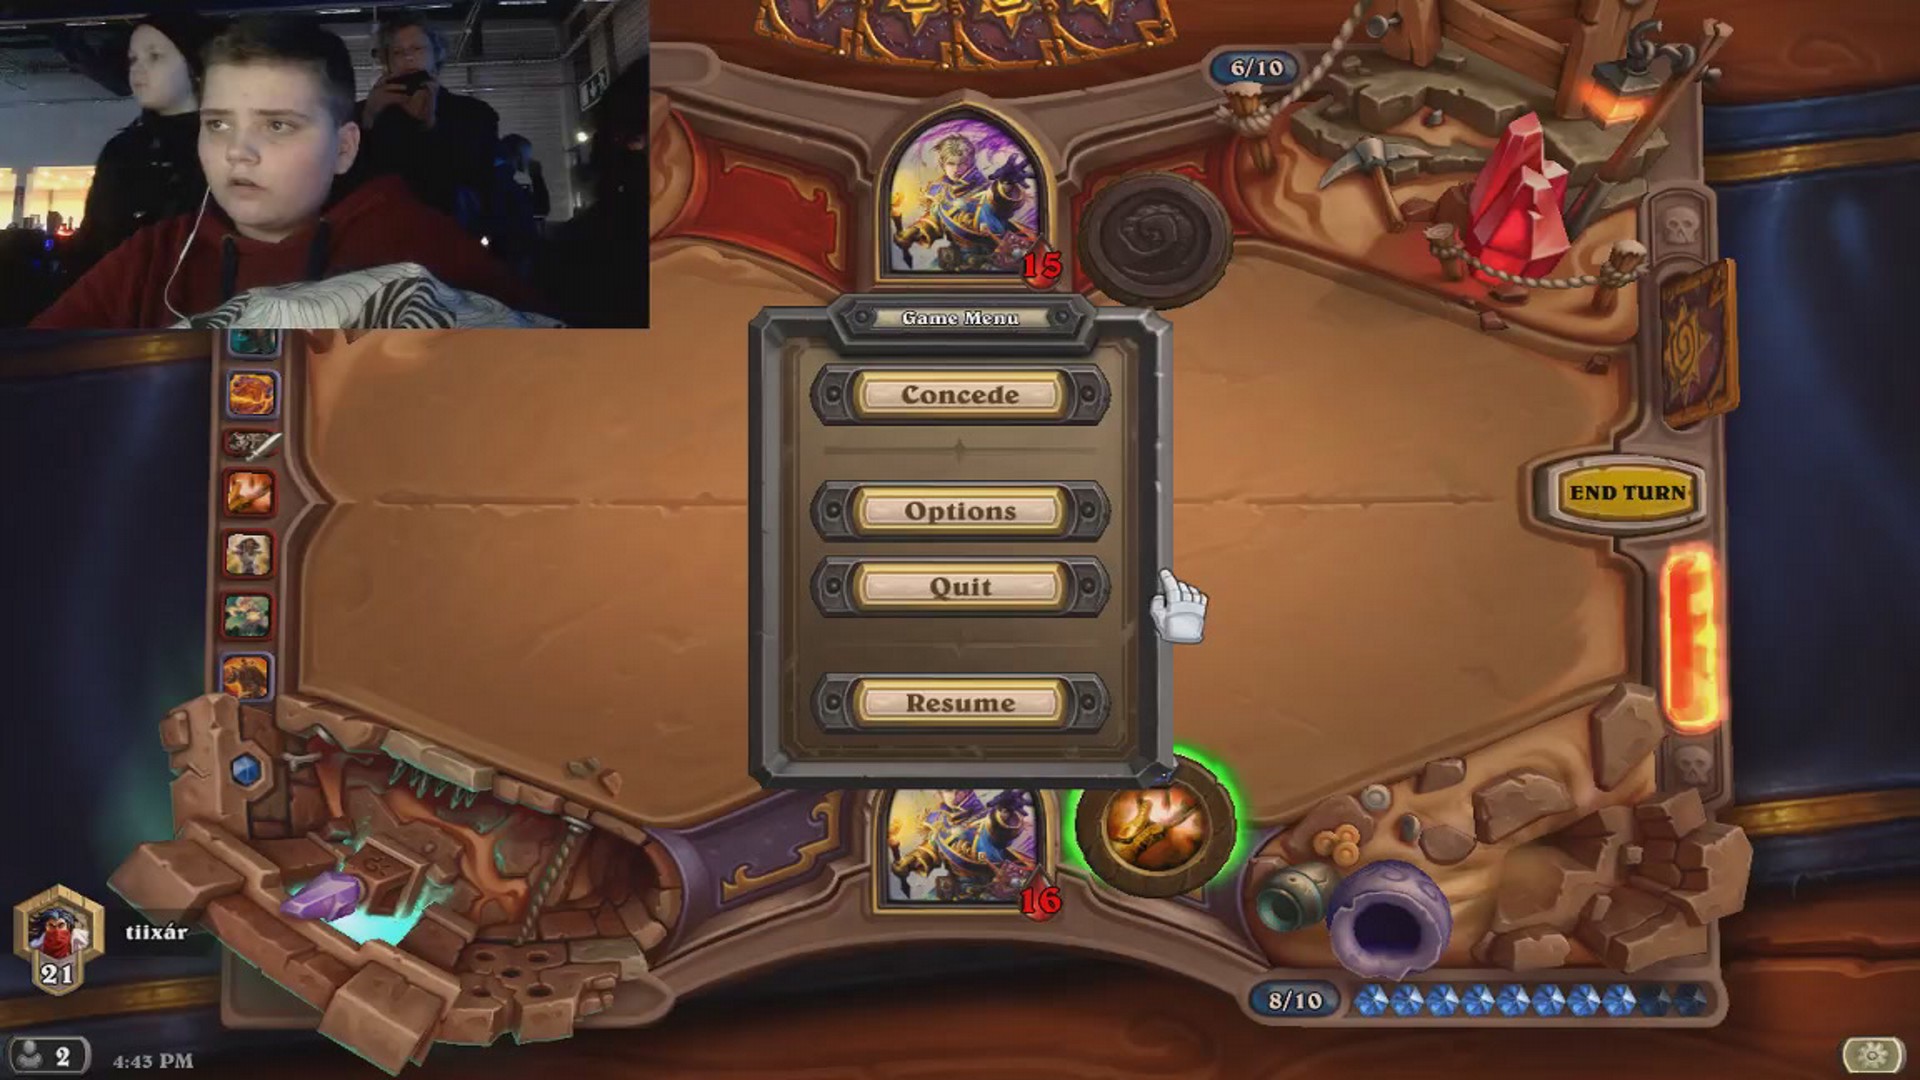 6/10
15
Game Menu
Concede
Options
END TURN
Quit
Resume
16
tiixár
21
8/10
2
4:43 PM